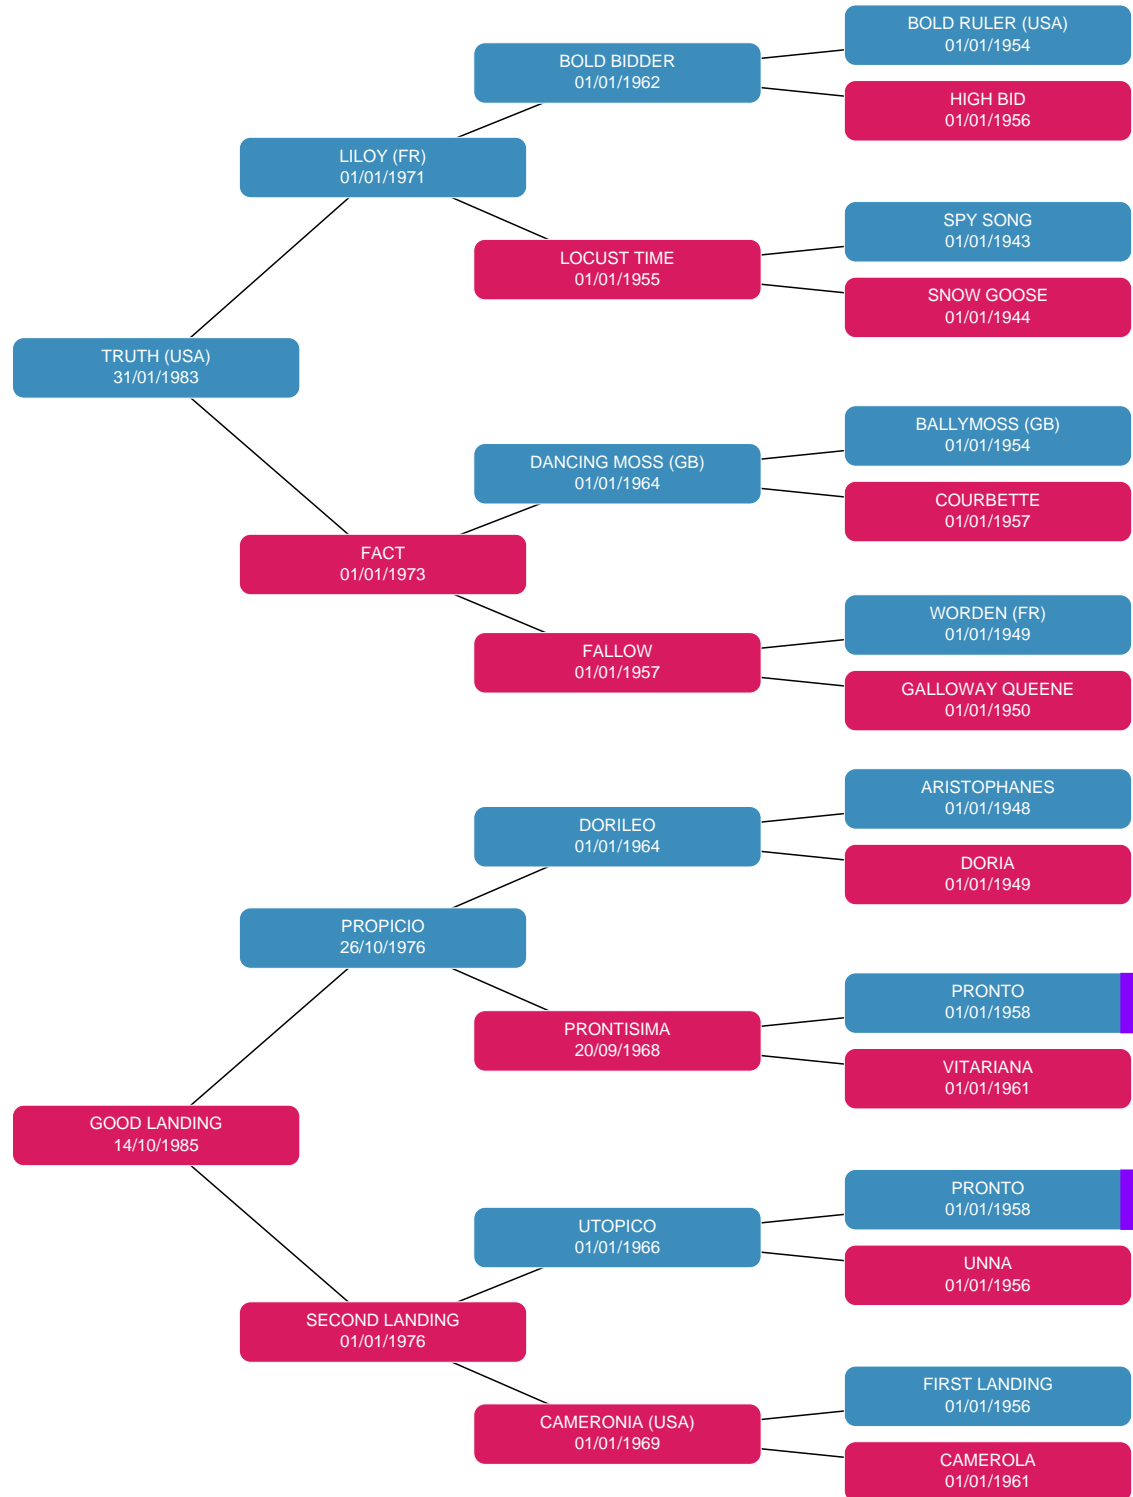 BOLD RULER (USA)
01/01/1954
BOLD BIDDER
01/01/1962
HIGH BID
01/01/1956
LILOY (FR)
01/01/1971
SPY SONG
01/01/1943
LOCUST TIME
01/01/1955
SNOW GOOSE
01/01/1944
TRUTH (USA)
31/01/1983
BALLYMOSS (GB)
01/01/1954
DANCING MOSS (GB)
01/01/1964
COURBETTE
01/01/1957
FACT
01/01/1973
WORDEN (FR)
01/01/1949
FALLOW
01/01/1957
GALLOWAY QUEENE
01/01/1950
ARISTOPHANES
01/01/1948
DORILEO
01/01/1964
DORIA
01/01/1949
PROPICIO
26/10/1976
PRONTO
01/01/1958
PRONTISIMA
20/09/1968
VITARIANA
01/01/1961
GOOD LANDING
14/10/1985
PRONTO
01/01/1958
UTOPICO
01/01/1966
UNNA
01/01/1956
SECOND LANDING
01/01/1976
FIRST LANDING
01/01/1956
CAMERONIA (USA)
01/01/1969
CAMEROLA
01/01/1961